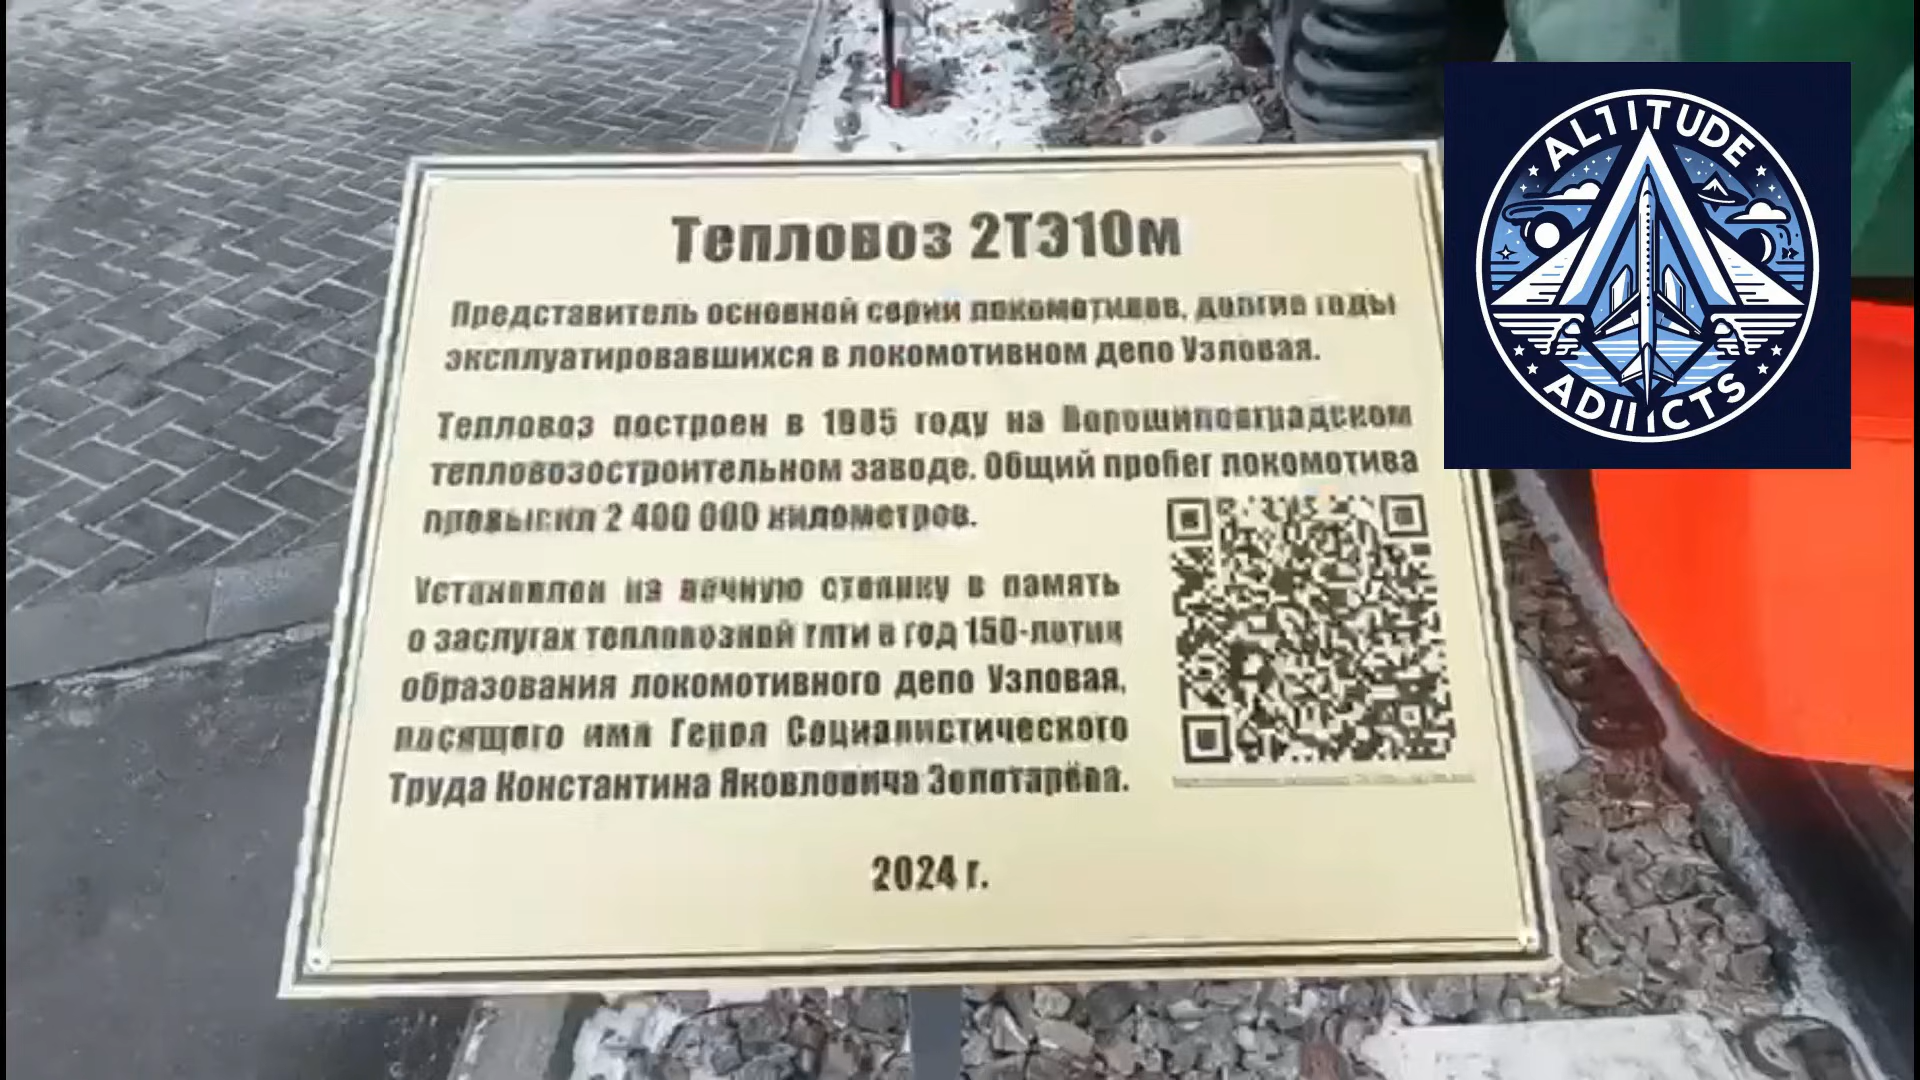 Тепловоз 2ТЭ10м
Представитель основной серии локомотивов, долгие годы
эксплуатировавшихся в локомотивном депо Узловая.
Тепловоз построен в 1985 году на Ворошиловградском
тепловозостроительном заводе. Общий пробег локомотива
превысил 2 400 000 километров.
Установлен на вечную стоянку в память
о заслугах тепловозной тяги в год 150-летия
образования локомотивного депо Узловая,
носящего имя Героя Социалистического
Труда Константина Яковлевича Золотарёва.
2024 г.
AL1IITUDE
ADIIICTS